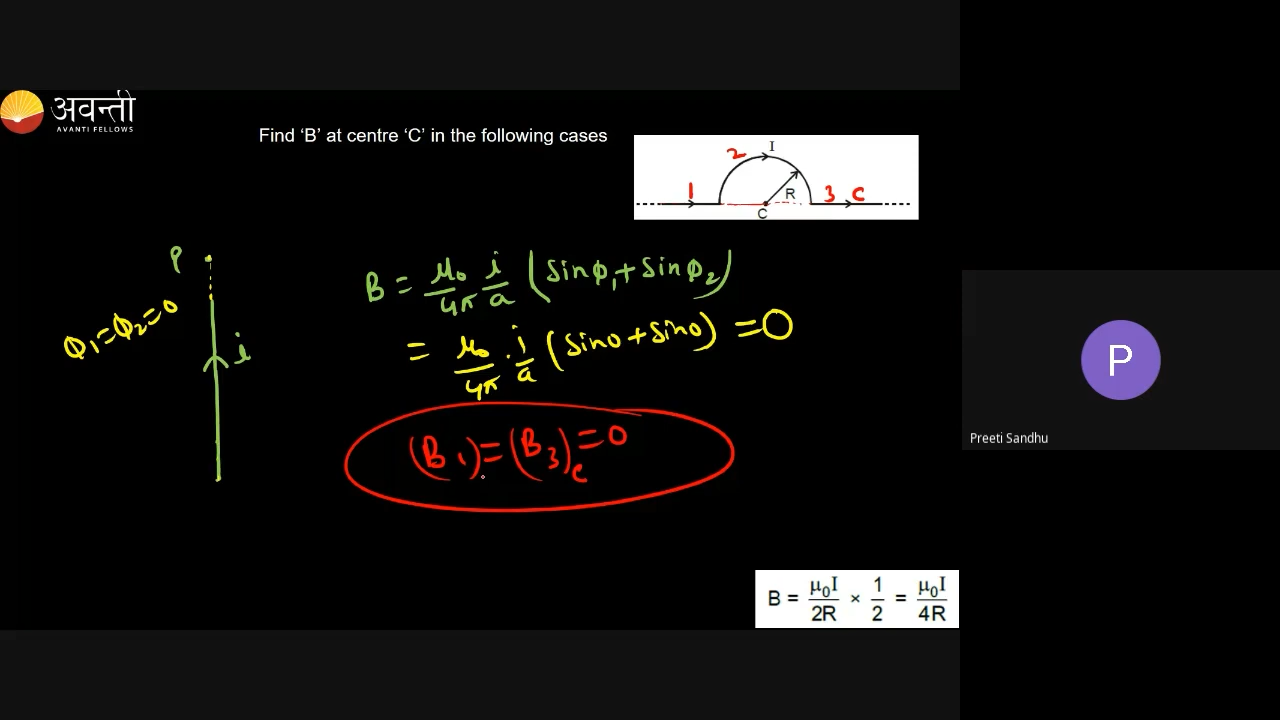 अवन्ती
AVANTI FELLOWS
Find ‘B’ at centre ‘C’ in the following cases
I
2
1
R
3 C
C
P
i
ϕ₁=ϕ₂=0
B = μ₀/4π i/a (sinϕ₁ + sinϕ₂)
= μ₀/4π · i/a (sin0 + sin0) = 0
(B₁) = (B₃)c = 0
P
Preeti Sandhu
B = μ₀I/2R × 1/2 = μ₀I/4R